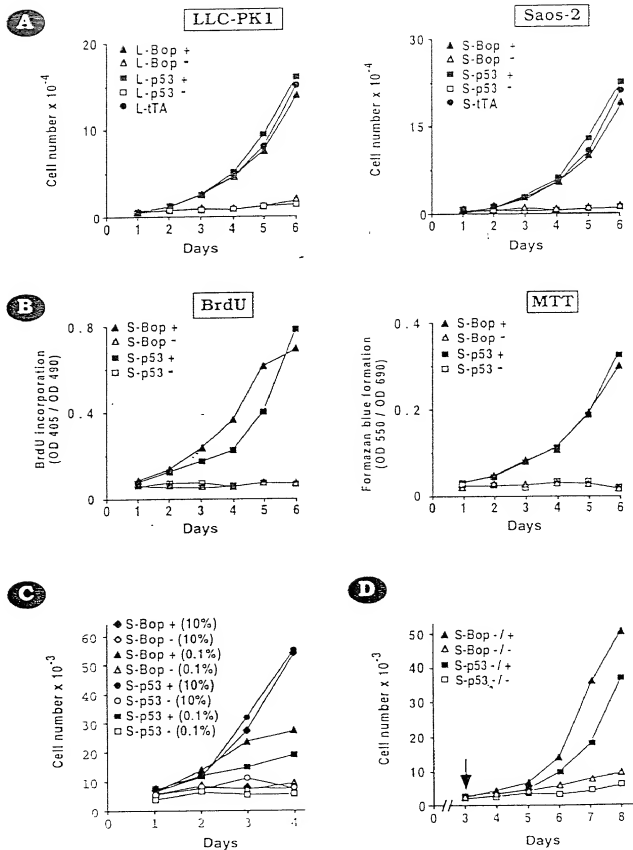 A
LLC-PK1
Saos-2
L-Bop +
L-Bop -
L-p53 +
L-p53 -
L-tTA
Cell number x 10⁻⁴
20
10
0
0 1 2 3 4 5 6
Days
S-Bop +
S-Bop -
S-p53 +
S-p53 -
S-tTA
Cell number x 10⁻⁴
30
15
0
0 1 2 3 4 5 6
Days
B
BrdU
MTT
S-Bop +
S-Bop -
S-p53 +
S-p53 -
BrdU incorporation
(OD 405 / OD 490)
0.8
0.4
0
0 1 2 3 4 5 6
Days
S-Bop +
S-Bop -
S-p53 +
S-p53 -
Formazan blue formation
(OD 550 / OD 690)
0.4
0.2
0
0 1 2 3 4 5 6
Days
C
S-Bop + (10%)
S-Bop - (10%)
S-Bop + (0.1%)
S-Bop - (0.1%)
S-p53 + (10%)
S-p53 - (10%)
S-p53 + (0.1%)
S-p53 - (0.1%)
Cell number x 10⁻³
60
50
40
30
20
10
0
0 1 2 3 4
Days
D
S-Bop -/+
S-Bop -/-
S-p53 -/+
S-p53 -/-
Cell number x 10⁻³
50
40
30
20
10
0
0 // 3 4 5 6 7 8
Days